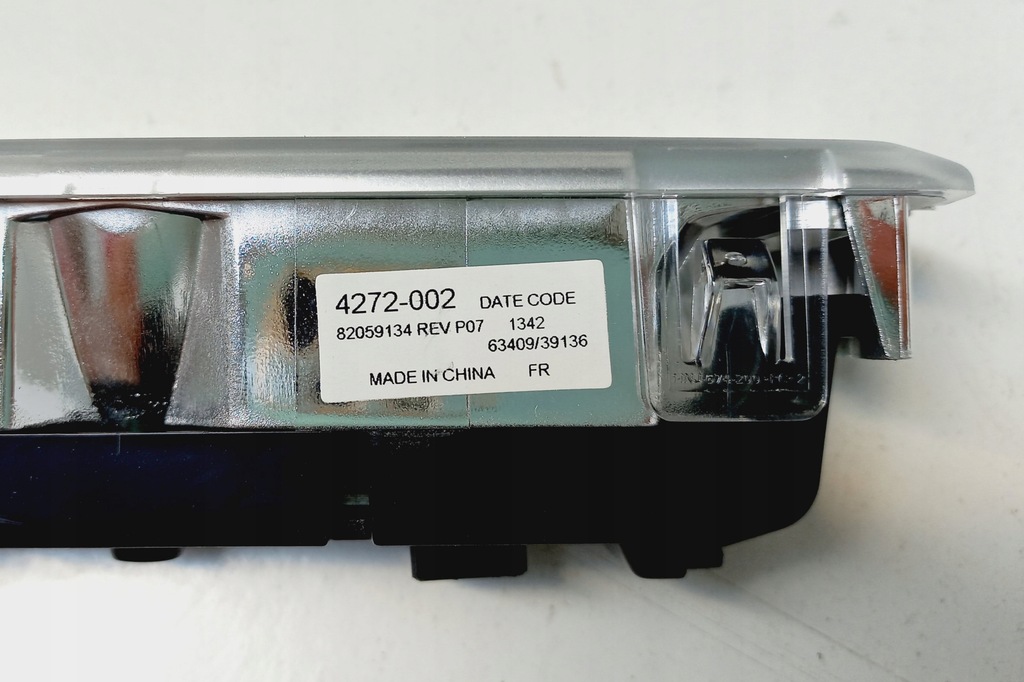 4272-002 DATE CODE
82059134 REV P07 1342
63409/39136
MADE IN CHINA FR